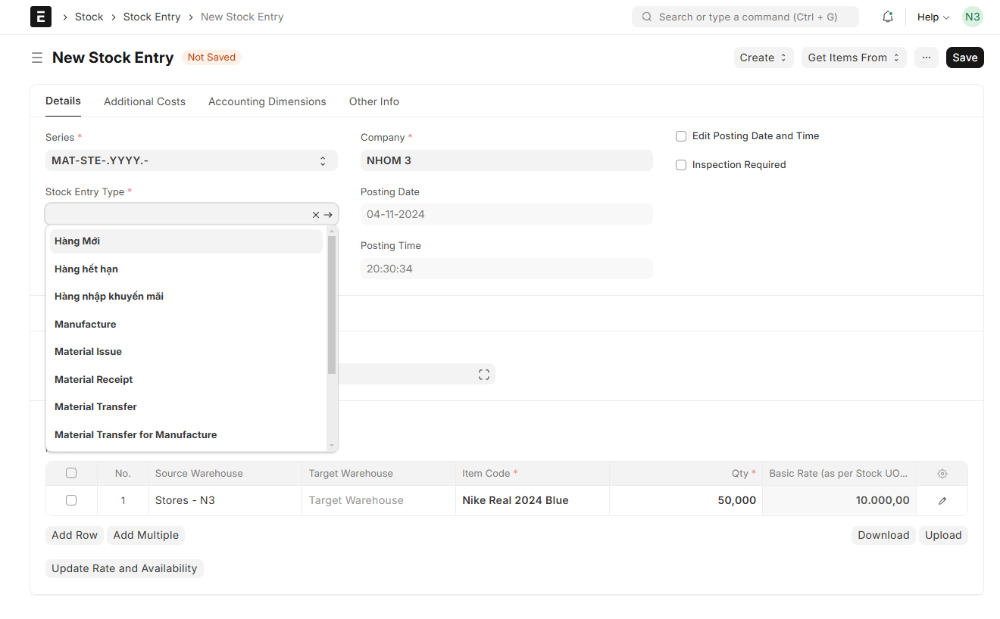 E Stock Stock Entry New Stock Entry Search or type a command (Ctrl + G) Help N3
New Stock Entry Not Saved Create Get Items From ... Save
Details Additional Costs Accounting Dimensions Other Info
Series * Company * Edit Posting Date and Time
MAT-STE-.YYYY.- NHOM 3
Inspection Required
Stock Entry Type * Posting Date
04-11-2024
Hàng Mới
Posting Time
Hàng hết hạn
20:30:34
Hàng nhập khuyến mãi
Manufacture
Material Issue
Material Receipt
Material Transfer
Material Transfer for Manufacture
No. Source Warehouse Target Warehouse Item Code * Qty * Basic Rate (as per Stock UO...
1 Stores - N3 Target Warehouse Nike Real 2024 Blue 50,000 10.000,00
Add Row Add Multiple Download Upload
Update Rate and Availability